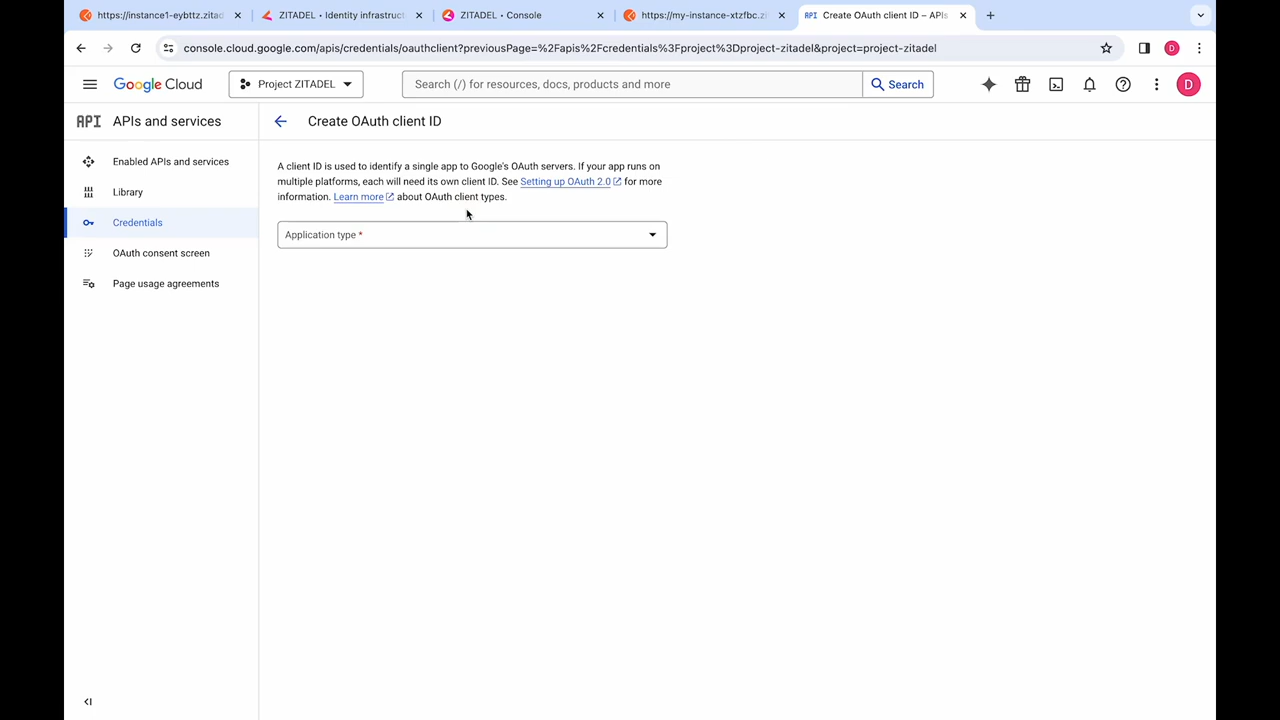 https://instance1-eybttz.zitad
ZITADEL • Identity infrastruct
ZITADEL • Console
https://my-instance-xtzfbc.zi
API Create OAuth client ID – APIs
console.cloud.google.com/apis/credentials/oauthclient?previousPage=%2Fapis%2Fcredentials%3Fproject%3Dproject-zitadel&project=project-zitadel
D
Google Cloud
Project ZITADEL
Search (/) for resources, docs, products and more
Search
D
API APIs and services
Create OAuth client ID
Enabled APIs and services
Library
Credentials
OAuth consent screen
Page usage agreements
A client ID is used to identify a single app to Google's OAuth servers. If your app runs on
multiple platforms, each will need its own client ID. See Setting up OAuth 2.0 for more
information. Learn more about OAuth client types.
Application type *